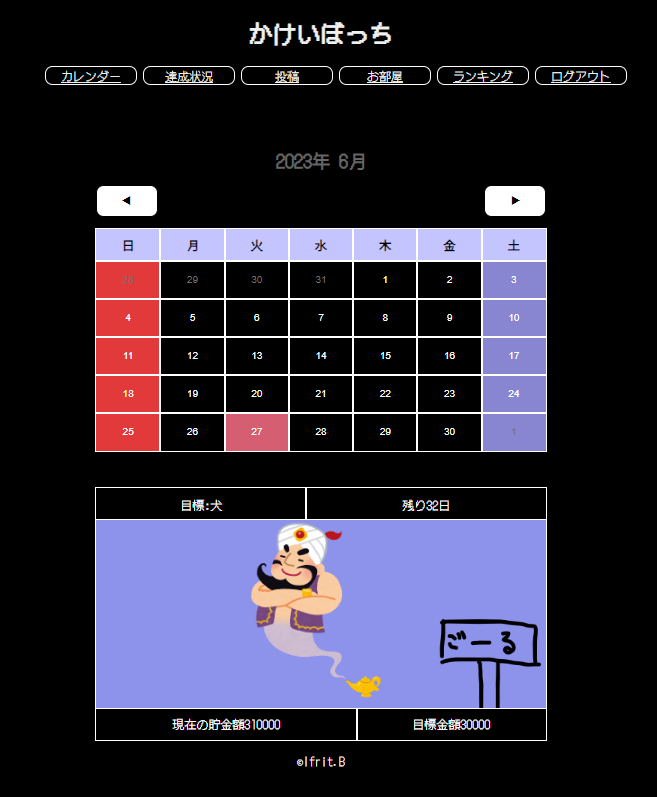 かけいぼっち
カレンダー 達成状況 投稿 お部屋 ランキング ログアウト
2023年 6月
◀ ▶
日 月 火 水 木 金 土
28 29 30 31 1 2 3
4 5 6 7 8 9 10
11 12 13 14 15 16 17
18 19 20 21 22 23 24
25 26 27 28 29 30 1
目標:犬 残り32日
ごーる
現在の貯金額310000 目標金額30000
©Ifrit.B